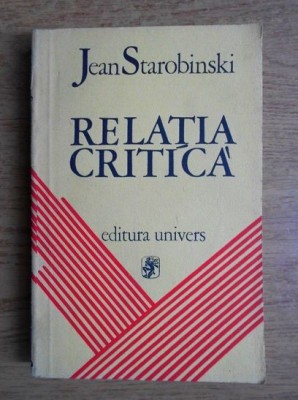 Jean Starobinski
RELAȚIA
CRITICĂ
editura univers